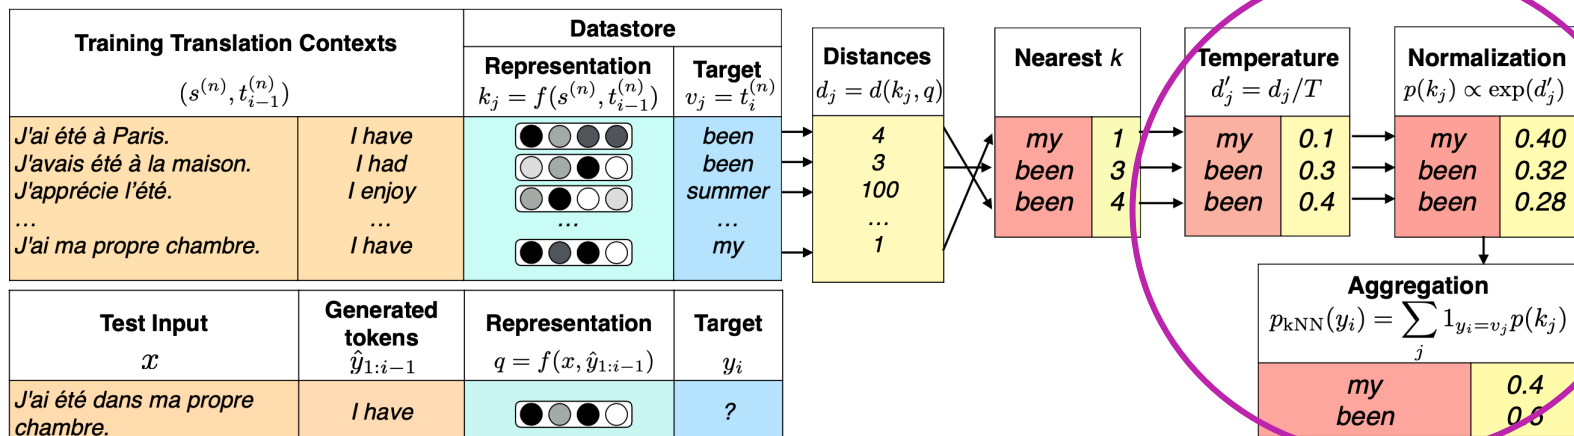 Training Translation Contexts
(s^(n), t_{i−1}^(n))
Datastore
Representation
k_j = f(s^(n), t_{i−1}^(n))
Target
v_j = t_i^(n)
J'ai été à Paris. I have been
J'avais été à la maison. I had been
J'apprécie l'été. I enjoy summer
... ... ... ...
J'ai ma propre chambre. I have my
Distances
d_j = d(k_j, q)
4
3
100
...
1
Nearest k
my 1
been 3
been 4
Temperature
d'_j = d_j/T
my 0.1
been 0.3
been 0.4
Normalization
p(k_j) ∝ exp(d'_j)
my 0.40
been 0.32
been 0.28
Aggregation
p_kNN(y_i) = ∑_j 1_{y_i=v_j} p(k_j)
my 0.4
been 0.6
Test Input
x
Generated
tokens
ŷ_{1:i−1}
Representation
q = f(x, ŷ_{1:i−1})
Target
y_i
J'ai été dans ma propre
chambre.
I have
?